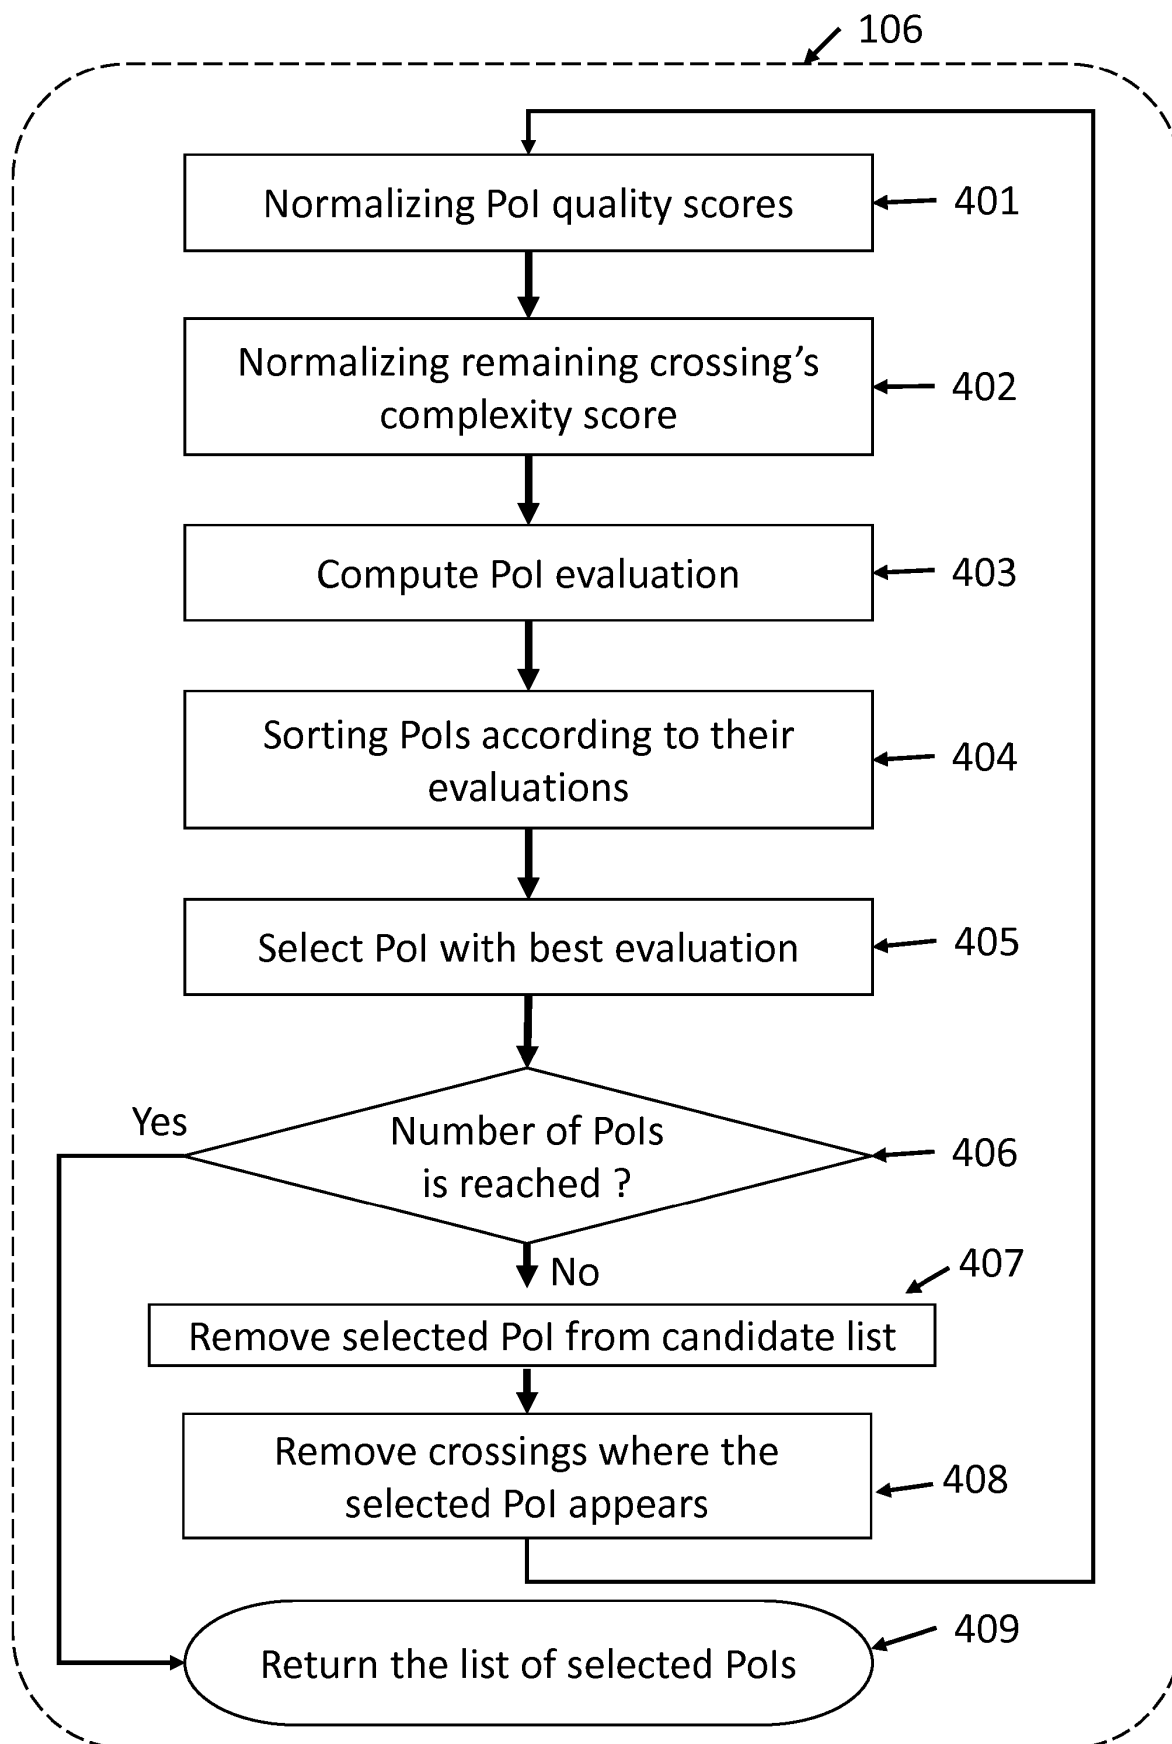 106
Normalizing PoI quality scores
401
Normalizing remaining crossing’s
complexity score
402
Compute PoI evaluation
403
Sorting PoIs according to their
evaluations
404
Select PoI with best evaluation
405
Yes
Number of PoIs
is reached ?
406
No
407
Remove selected PoI from candidate list
Remove crossings where the
selected PoI appears
408
409
Return the list of selected PoIs